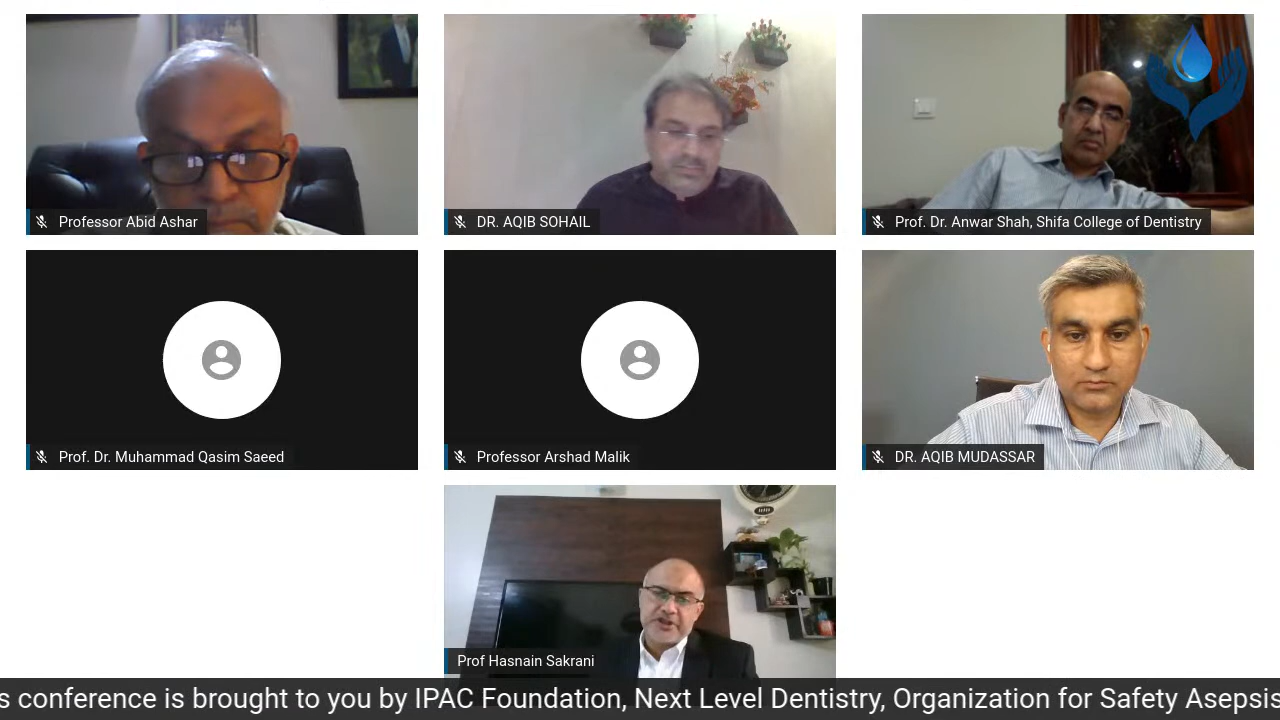 Professor Abid Ashar
DR. AQIB SOHAIL
Prof. Dr. Anwar Shah, Shifa College of Dentistry
Prof. Dr. Muhammad Qasim Saeed
Professor Arshad Malik
DR. AQIB MUDASSAR
Prof Hasnain Sakrani
s conference is brought to you by IPAC Foundation, Next Level Dentistry, Organization for Safety Asepsis